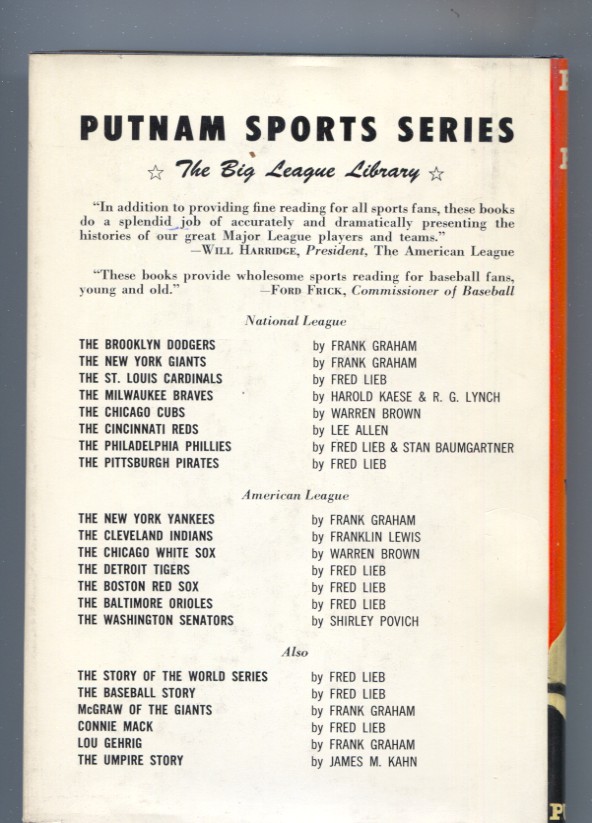 PUTNAM SPORTS SERIES
☆ The Big League Library ☆
"In addition to providing fine reading for all sports fans, these books
do a splendid job of accurately and dramatically presenting the
histories of our great Major League players and teams."
—WILL HARRIDGE, President, The American League
"These books provide wholesome sports reading for baseball fans,
young and old." —FORD FRICK, Commissioner of Baseball
National League
THE BROOKLYN DODGERS by FRANK GRAHAM
THE NEW YORK GIANTS by FRANK GRAHAM
THE ST. LOUIS CARDINALS by FRED LIEB
THE MILWAUKEE BRAVES by HAROLD KAESE & R. G. LYNCH
THE CHICAGO CUBS by WARREN BROWN
THE CINCINNATI REDS by LEE ALLEN
THE PHILADELPHIA PHILLIES by FRED LIEB & STAN BAUMGARTNER
THE PITTSBURGH PIRATES by FRED LIEB
American League
THE NEW YORK YANKEES by FRANK GRAHAM
THE CLEVELAND INDIANS by FRANKLIN LEWIS
THE CHICAGO WHITE SOX by WARREN BROWN
THE DETROIT TIGERS by FRED LIEB
THE BOSTON RED SOX by FRED LIEB
THE BALTIMORE ORIOLES by FRED LIEB
THE WASHINGTON SENATORS by SHIRLEY POVICH
Also
THE STORY OF THE WORLD SERIES by FRED LIEB
THE BASEBALL STORY by FRED LIEB
McGRAW OF THE GIANTS by FRANK GRAHAM
CONNIE MACK by FRED LIEB
LOU GEHRIG by FRANK GRAHAM
THE UMPIRE STORY by JAMES M. KAHN